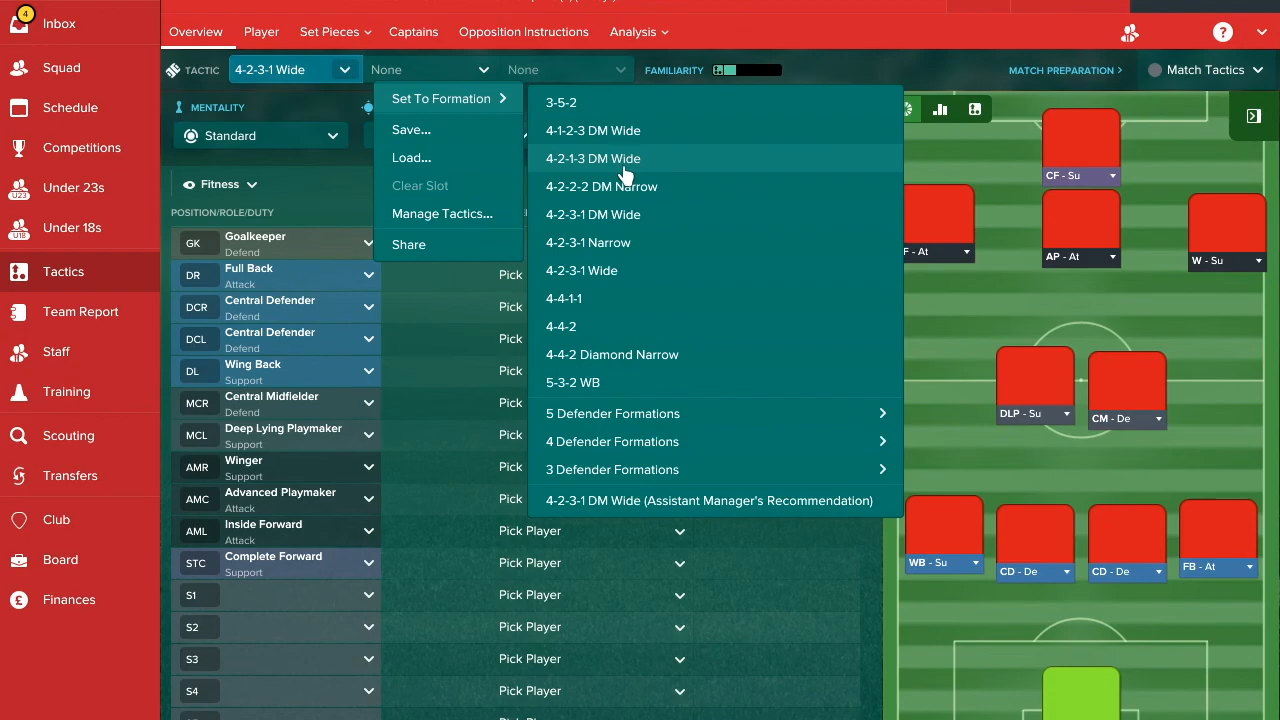 4
Inbox
Squad
Schedule
Competitions
U23
Under 23s
U18
Under 18s
Tactics
Team Report
Staff
Training
Scouting
Transfers
Club
Board
£
Finances
Overview
Player
Set Pieces
Captains
Opposition Instructions
Analysis
?
TACTIC
4-2-3-1 Wide
None
None
FAMILIARITY
MATCH PREPARATION >
Match Tactics
MENTALITY
Standard
Fitness
POSITION/ROLE/DUTY
Set To Formation
Save...
Load...
Clear Slot
Manage Tactics...
Share
3-5-2
4-1-2-3 DM Wide
4-2-1-3 DM Wide
4-2-2-2 DM Narrow
4-2-3-1 DM Wide
4-2-3-1 Narrow
4-2-3-1 Wide
4-4-1-1
4-4-2
4-4-2 Diamond Narrow
5-3-2 WB
5 Defender Formations
4 Defender Formations
3 Defender Formations
4-2-3-1 DM Wide (Assistant Manager's Recommendation)
GK Goalkeeper
Defend
DR Full Back
Attack
Pick
DCR Central Defender
Defend
Pick
DCL Central Defender
Defend
Pick
DL Wing Back
Support
Pick
MCR Central Midfielder
Defend
Pick
MCL Deep Lying Playmaker
Support
Pick
AMR Winger
Support
Pick
AMC Advanced Playmaker
Attack
Pick
AML Inside Forward
Attack
Pick Player
STC Complete Forward
Support
Pick Player
S1 Pick Player
S2 Pick Player
S3 Pick Player
S4 Pick Player
CF - Su
F - At
AP - At
W - Su
DLP - Su
CM - De
WB - Su
CD - De
CD - De
FB - At